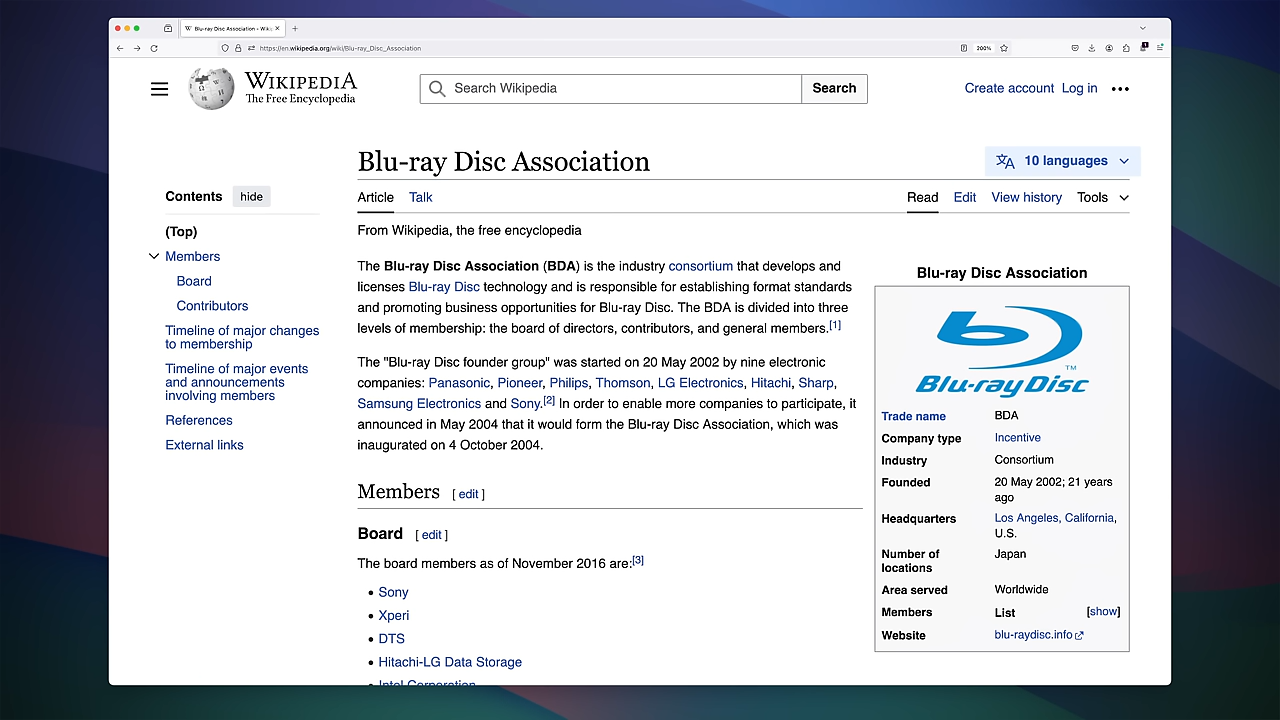 Blu-ray Disc Association - Wiki
https://en.wikipedia.org/wiki/Blu-ray_Disc_Association
200%
WIKIPEDIA
The Free Encyclopedia
Search Wikipedia
Search
Create account Log in
Blu-ray Disc Association
10 languages
Contents hide
Article Talk
Read Edit View history Tools
(Top)
Members
Board
Contributors
Timeline of major changes
to membership
Timeline of major events
and announcements
involving members
References
External links
From Wikipedia, the free encyclopedia
The Blu-ray Disc Association (BDA) is the industry consortium that develops and
licenses Blu-ray Disc technology and is responsible for establishing format standards
and promoting business opportunities for Blu-ray Disc. The BDA is divided into three
levels of membership: the board of directors, contributors, and general members.[1]
The "Blu-ray Disc founder group" was started on 20 May 2002 by nine electronic
companies: Panasonic, Pioneer, Philips, Thomson, LG Electronics, Hitachi, Sharp,
Samsung Electronics and Sony.[2] In order to enable more companies to participate, it
announced in May 2004 that it would form the Blu-ray Disc Association, which was
inaugurated on 4 October 2004.
Members [ edit ]
Board [ edit ]
The board members as of November 2016 are:[3]
• Sony
• Xperi
• DTS
• Hitachi-LG Data Storage
• Intel Corporation
Blu-ray Disc Association
Blu-ray Disc TM
Trade name BDA
Company type Incentive
Industry Consortium
Founded 20 May 2002; 21 years
ago
Headquarters Los Angeles, California,
U.S.
Number of Japan
locations
Area served Worldwide
Members List [show]
Website blu-raydisc.info